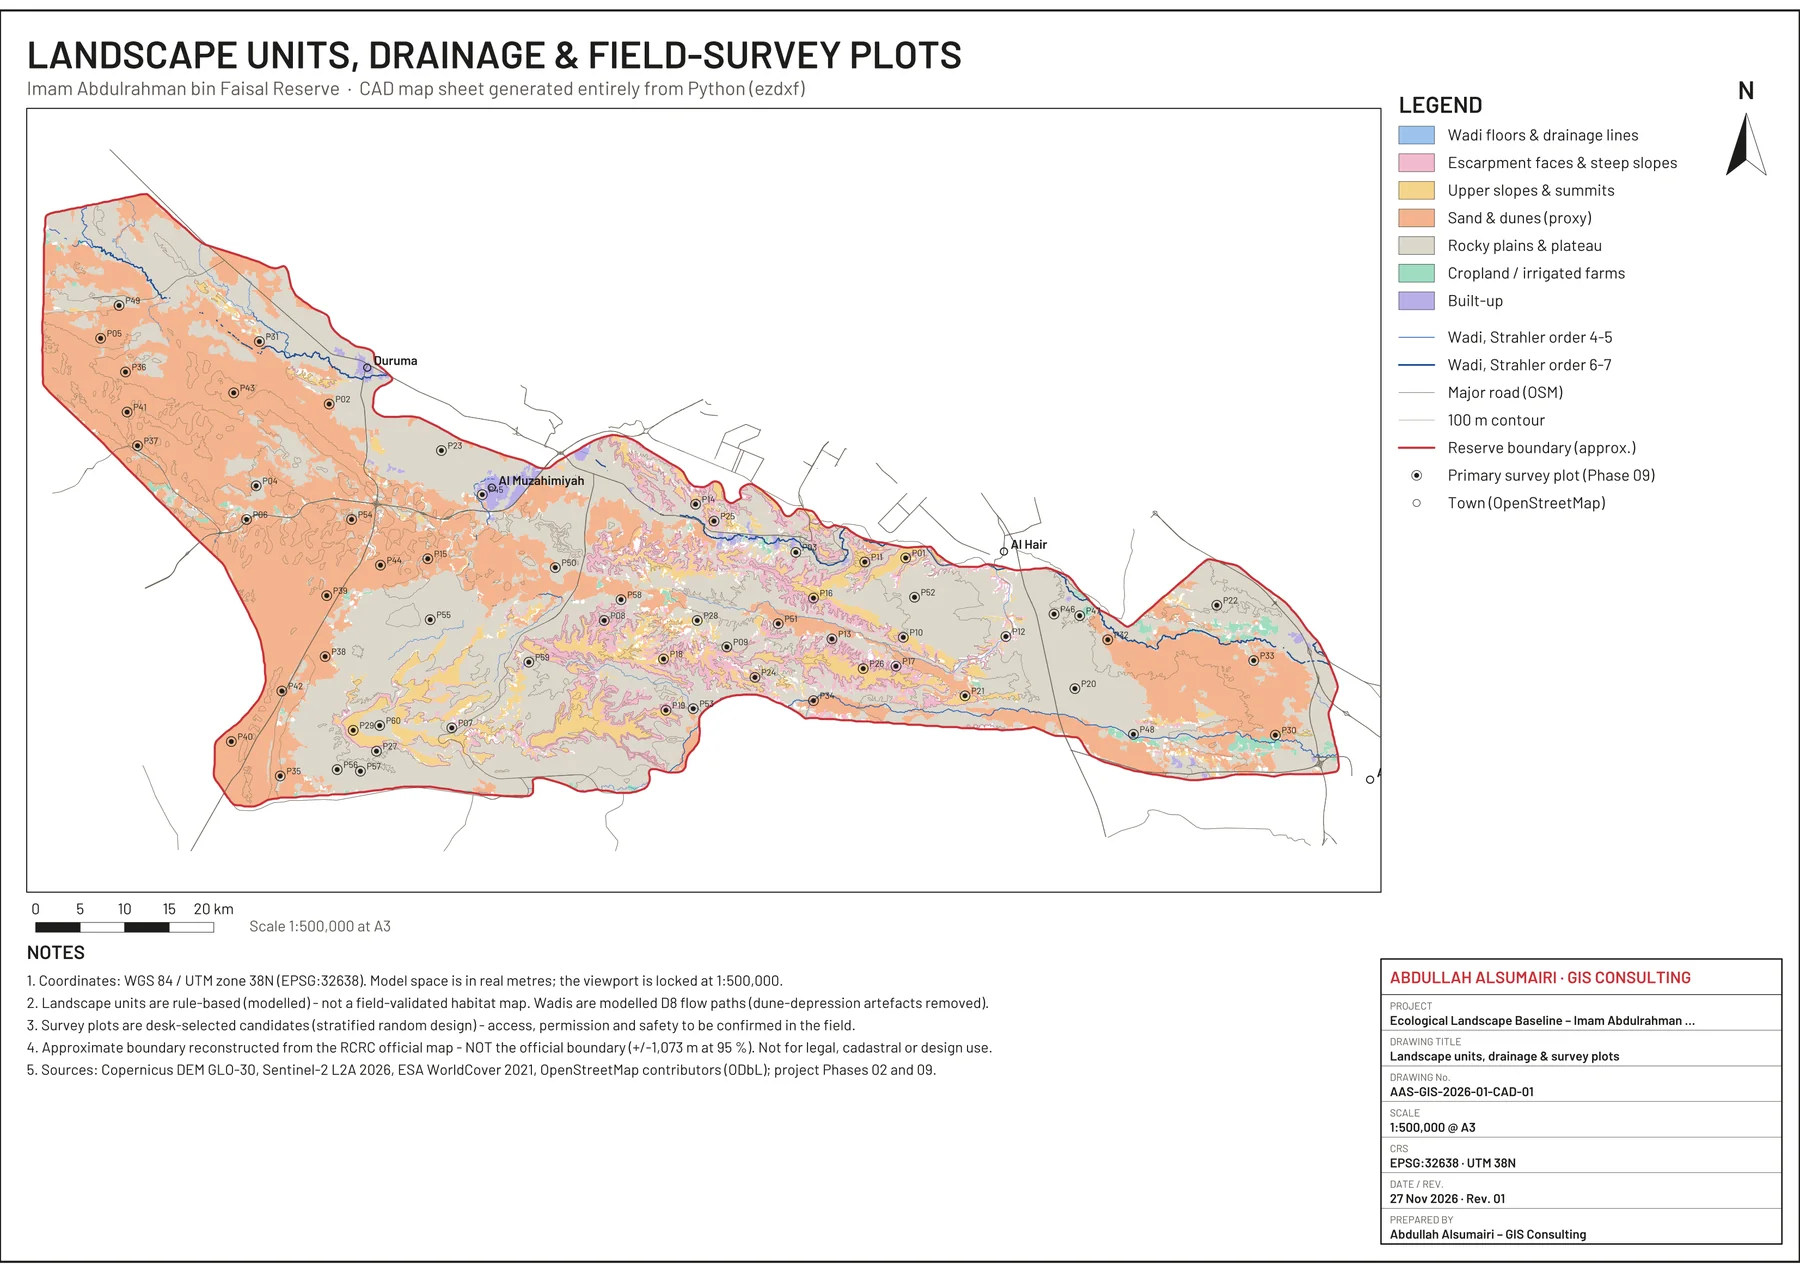 LANDSCAPE UNITS, DRAINAGE & FIELD-SURVEY PLOTS
Imam Abdulrahman bin Faisal Reserve · CAD map sheet generated entirely from Python (ezdxf)
N
LEGEND
Wadi floors & drainage lines
Escarpment faces & steep slopes
Upper slopes & summits
Sand & dunes (proxy)
Rocky plains & plateau
Cropland / irrigated farms
Built-up
Wadi, Strahler order 4-5
Wadi, Strahler order 6-7
Major road (OSM)
100 m contour
Reserve boundary (approx.)
Primary survey plot (Phase 09)
Town (OpenStreetMap)
P49
P05
P31
Duruma
P36
P43
P02
P41
P37
P23
Al Muzahimiyah
P04
P06
P54
P14
P25
P03
P11
P01
Al Hair
P44
P15
P50
P39
P58
P16
P52
P22
P55
P08
P28
P51
P46
P13
P10
P12
P32
P09
P38
P59
P18
P26
P17
P33
P24
P42
P34
P21
P20
P19
P53
P29
P60
P07
P48
P30
P40
P27
P35
P56
P57
0 5 10 15 20 km
Scale 1:500,000 at A3
NOTES
1. Coordinates: WGS 84 / UTM zone 38N (EPSG:32638). Model space is in real metres; the viewport is locked at 1:500,000.
2. Landscape units are rule-based (modelled) - not a field-validated habitat map. Wadis are modelled D8 flow paths (dune-depression artefacts removed).
3. Survey plots are desk-selected candidates (stratified random design) - access, permission and safety to be confirmed in the field.
4. Approximate boundary reconstructed from the RCRC official map - NOT the official boundary (+/-1,073 m at 95 %). Not for legal, cadastral or design use.
5. Sources: Copernicus DEM GLO-30, Sentinel-2 L2A 2026, ESA WorldCover 2021, OpenStreetMap contributors (ODbL); project Phases 02 and 09.
ABDULLAH ALSUMAIRI · GIS CONSULTING
PROJECT
Ecological Landscape Baseline – Imam Abdulrahman ...
DRAWING TITLE
Landscape units, drainage & survey plots
DRAWING No.
AAS-GIS-2026-01-CAD-01
SCALE
1:500,000 @ A3
CRS
EPSG:32638 · UTM 38N
DATE / REV.
27 Nov 2026 · Rev. 01
PREPARED BY
Abdullah Alsumairi – GIS Consulting